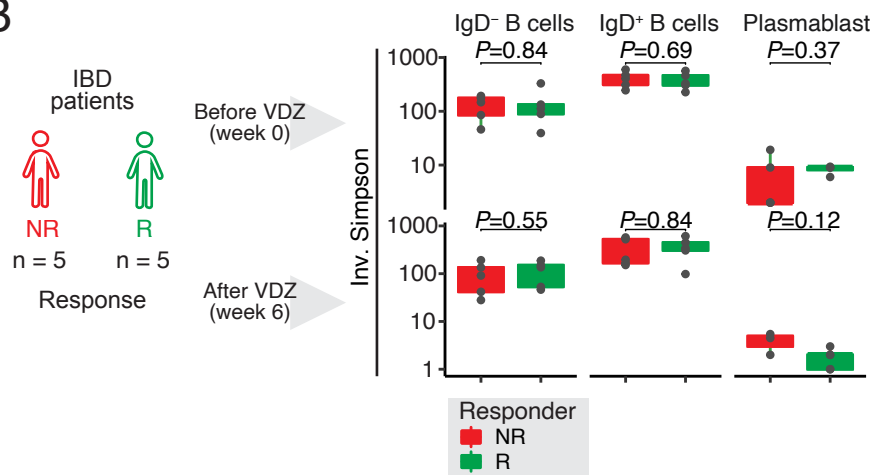 B
IgD⁻ B cells
IgD⁺ B cells
Plasmablast
IBD
patients
NR
R
n = 5
n = 5
Response
Before VDZ
(week 0)
After VDZ
(week 6)
Inv. Simpson
1000
100
10
P=0.84
P=0.69
P=0.37
1000
100
10
1
P=0.55
P=0.84
P=0.12
Responder
NR
R